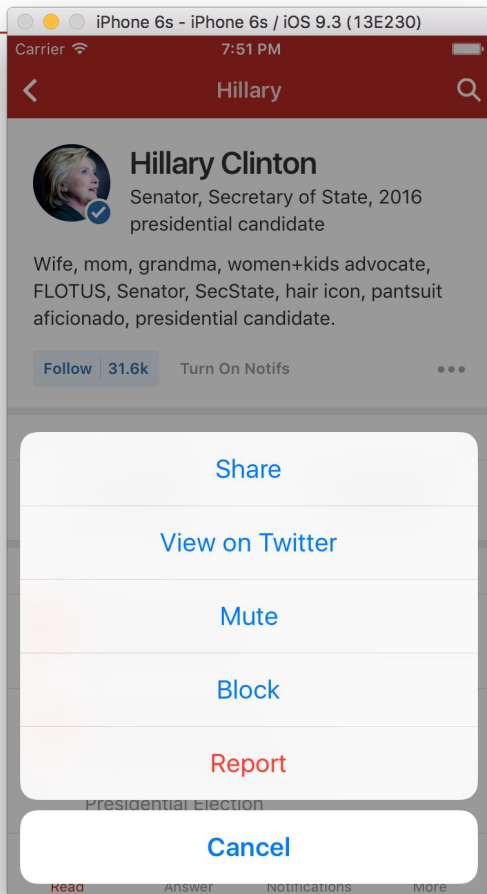 iPhone 6s - iPhone 6s / iOS 9.3 (13E230)
Carrier 7:51 PM
Hillary
Hillary Clinton
Senator, Secretary of State, 2016
presidential candidate
Wife, mom, grandma, women+kids advocate,
FLOTUS, Senator, SecState, hair icon, pantsuit
aficionado, presidential candidate.
Follow 31.6k Turn On Notifs
Share
View on Twitter
Mute
Block
Report
Presidential Election
Cancel
Read Answer Notifications More